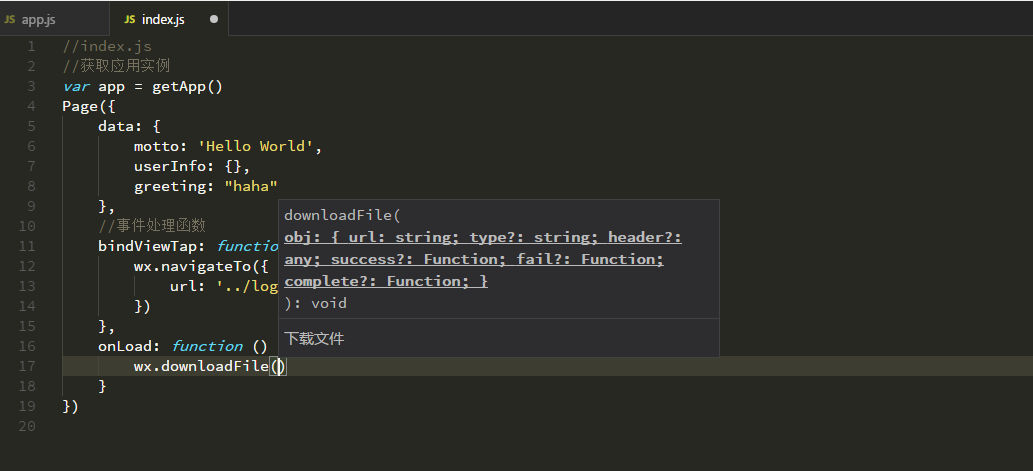 JS app.js JS index.js
1 //index.js
2 //获取应用实例
3 var app = getApp()
4 Page({
5 data: {
6 motto: 'Hello World',
7 userInfo: {},
8 greeting: "haha"
9 },
10 //事件处理函数
11 bindViewTap: functio
12 wx.navigateTo({
13 url: '../log
14 })
15 },
16 onLoad: function ()
17 wx.downloadFile()
18 }
19 })
20
downloadFile(
obj: { url: string; type?: string; header?:
any; success?: Function; fail?: Function;
complete?: Function; }
): void
下载文件